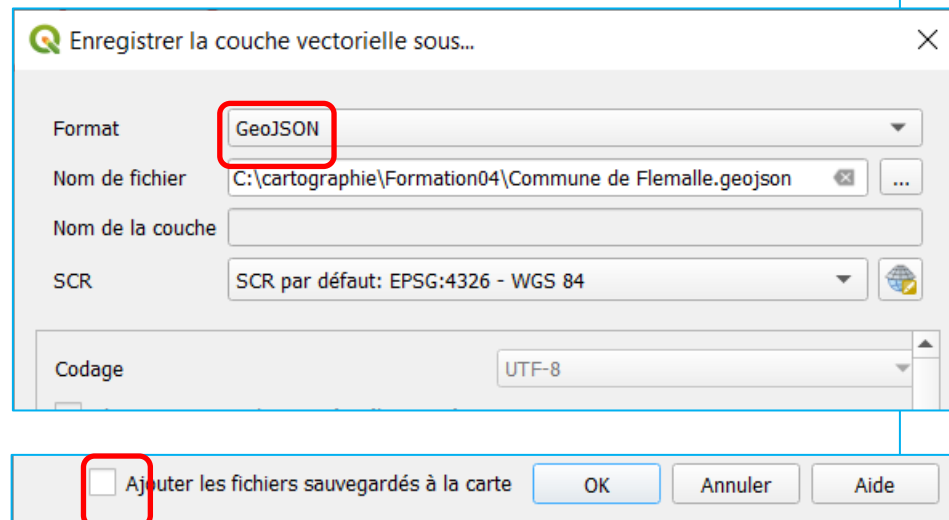 Enregistrer la couche vectorielle sous...
Format GeoJSON
Nom de fichier C:\cartographie\Formation04\Commune de Flemalle.geojson ...
Nom de la couche
SCR SCR par défaut: EPSG:4326 - WGS 84
Codage UTF-8
Ajouter les fichiers sauvegardés à la carte OK Annuler Aide